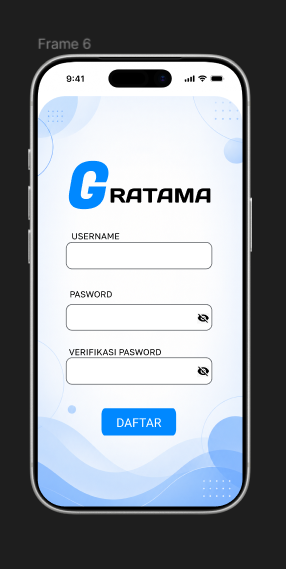 Frame 6
9:41
GRATAMA
USERNAME
PASWORD
VERIFIKASI PASWORD
DAFTAR